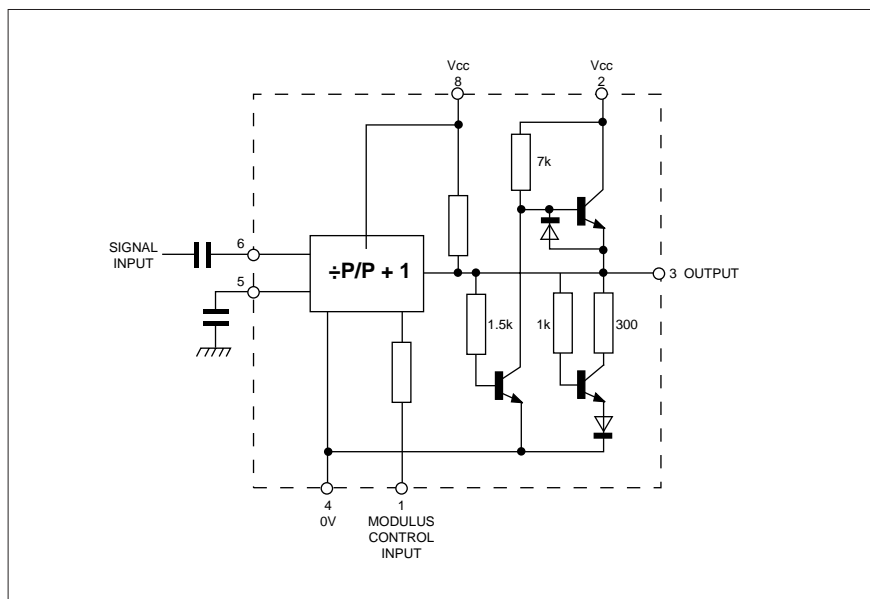 Vcc
8
Vcc
2
7k
SIGNAL
INPUT
6
÷P/P + 1
5
3 OUTPUT
1.5k
1k
300
4
0V
1
MODULUS
CONTROL
INPUT